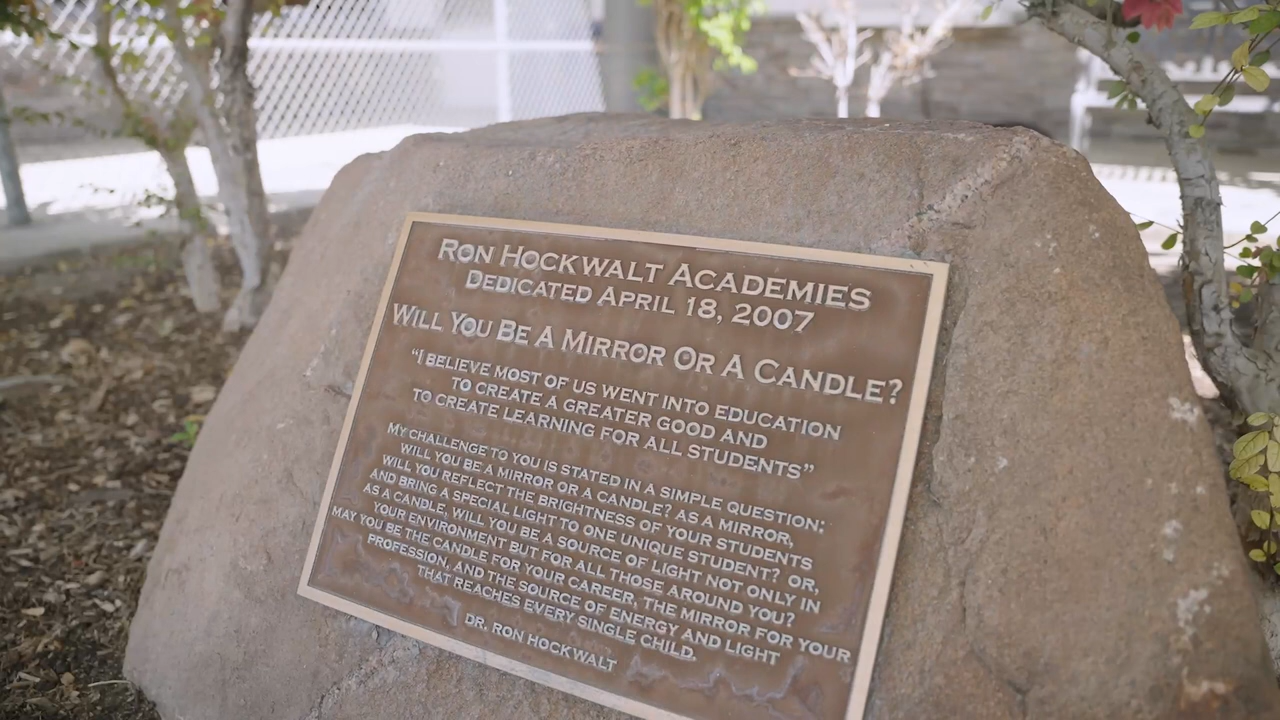 RON HOCKWALT ACADEMIES
DEDICATED APRIL 18, 2007
WILL YOU BE A MIRROR OR A CANDLE?
“I BELIEVE MOST OF US WENT INTO EDUCATION
TO CREATE A GREATER GOOD AND
TO CREATE LEARNING FOR ALL STUDENTS”
MY CHALLENGE TO YOU IS STATED IN A SIMPLE QUESTION:
WILL YOU BE A MIRROR OR A CANDLE? AS A MIRROR,
WILL YOU REFLECT THE BRIGHTNESS OF YOUR STUDENTS
AND BRING A SPECIAL LIGHT TO ONE UNIQUE STUDENT? OR,
AS A CANDLE, WILL YOU BE A SOURCE OF LIGHT NOT ONLY IN
YOUR ENVIRONMENT BUT FOR ALL THOSE AROUND YOU?
MAY YOU BE THE CANDLE FOR YOUR CAREER, THE MIRROR FOR YOUR
PROFESSION, AND THE SOURCE OF ENERGY AND LIGHT
THAT REACHES EVERY SINGLE CHILD.
DR. RON HOCKWALT